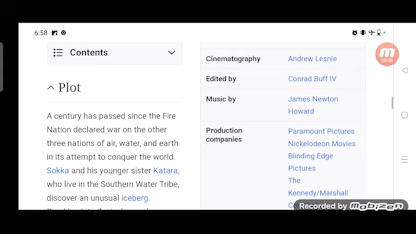 6:58
Contents
Plot
A century has passed since the Fire
Nation declared war on the other
three nations of air, water, and earth
in its attempt to conquer the world.
Sokka and his younger sister Katara,
who live in the Southern Water Tribe,
discover an unusual iceberg.
Cinematography Andrew Lesnie
Edited by Conrad Buff IV
Music by James Newton
Howard
Production Paramount Pictures
companies Nickelodeon Movies
Blinding Edge
Pictures
The
Kennedy/Marshall
Recorded by Mobizen